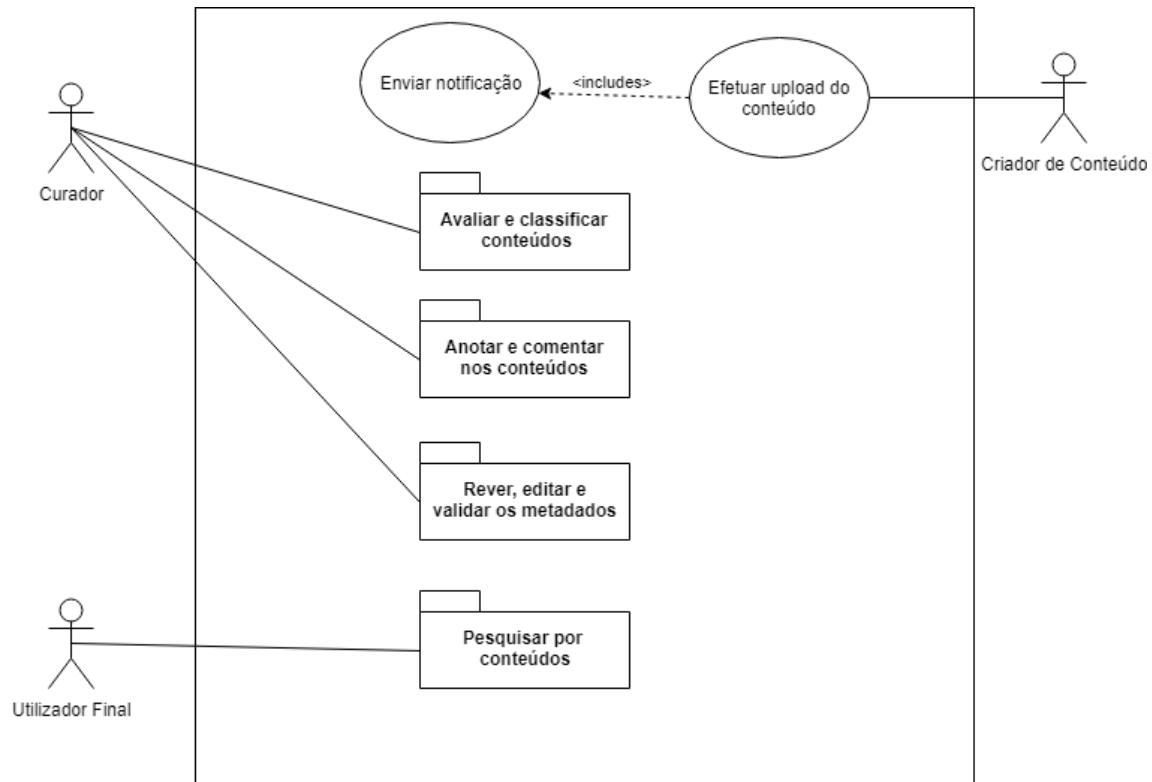 Enviar notificação
<includes>
Efetuar upload do
conteúdo
Curador
Criador de Conteúdo
Avaliar e classificar
conteúdos
Anotar e comentar
nos conteúdos
Rever, editar e
validar os metadados
Pesquisar por
conteúdos
Utilizador Final